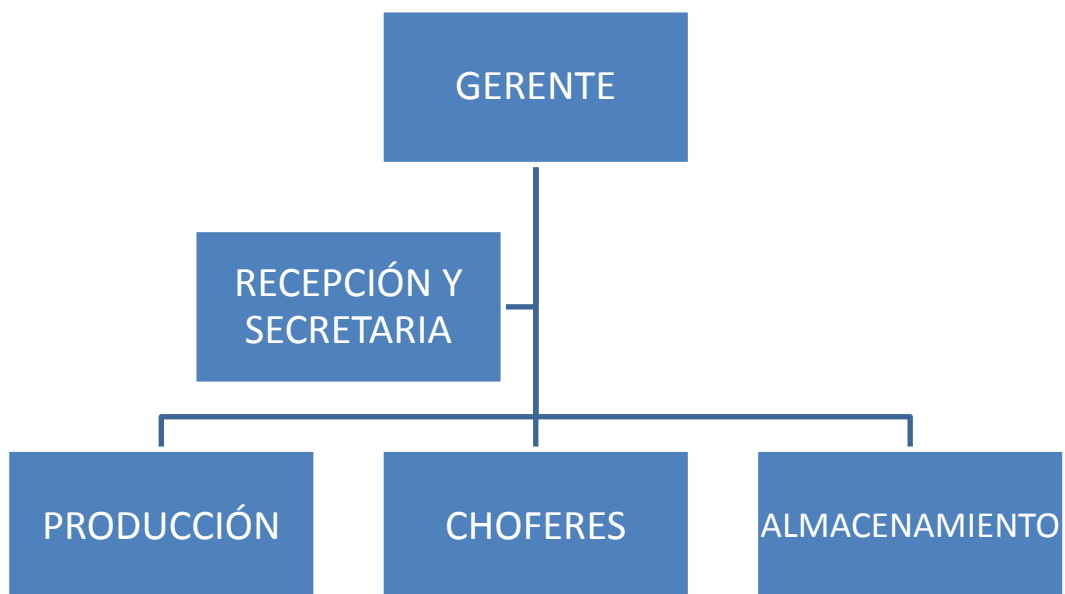 GERENTE
RECEPCIÓN Y
SECRETARIA
PRODUCCIÓN
CHOFERES
ALMACENAMIENTO